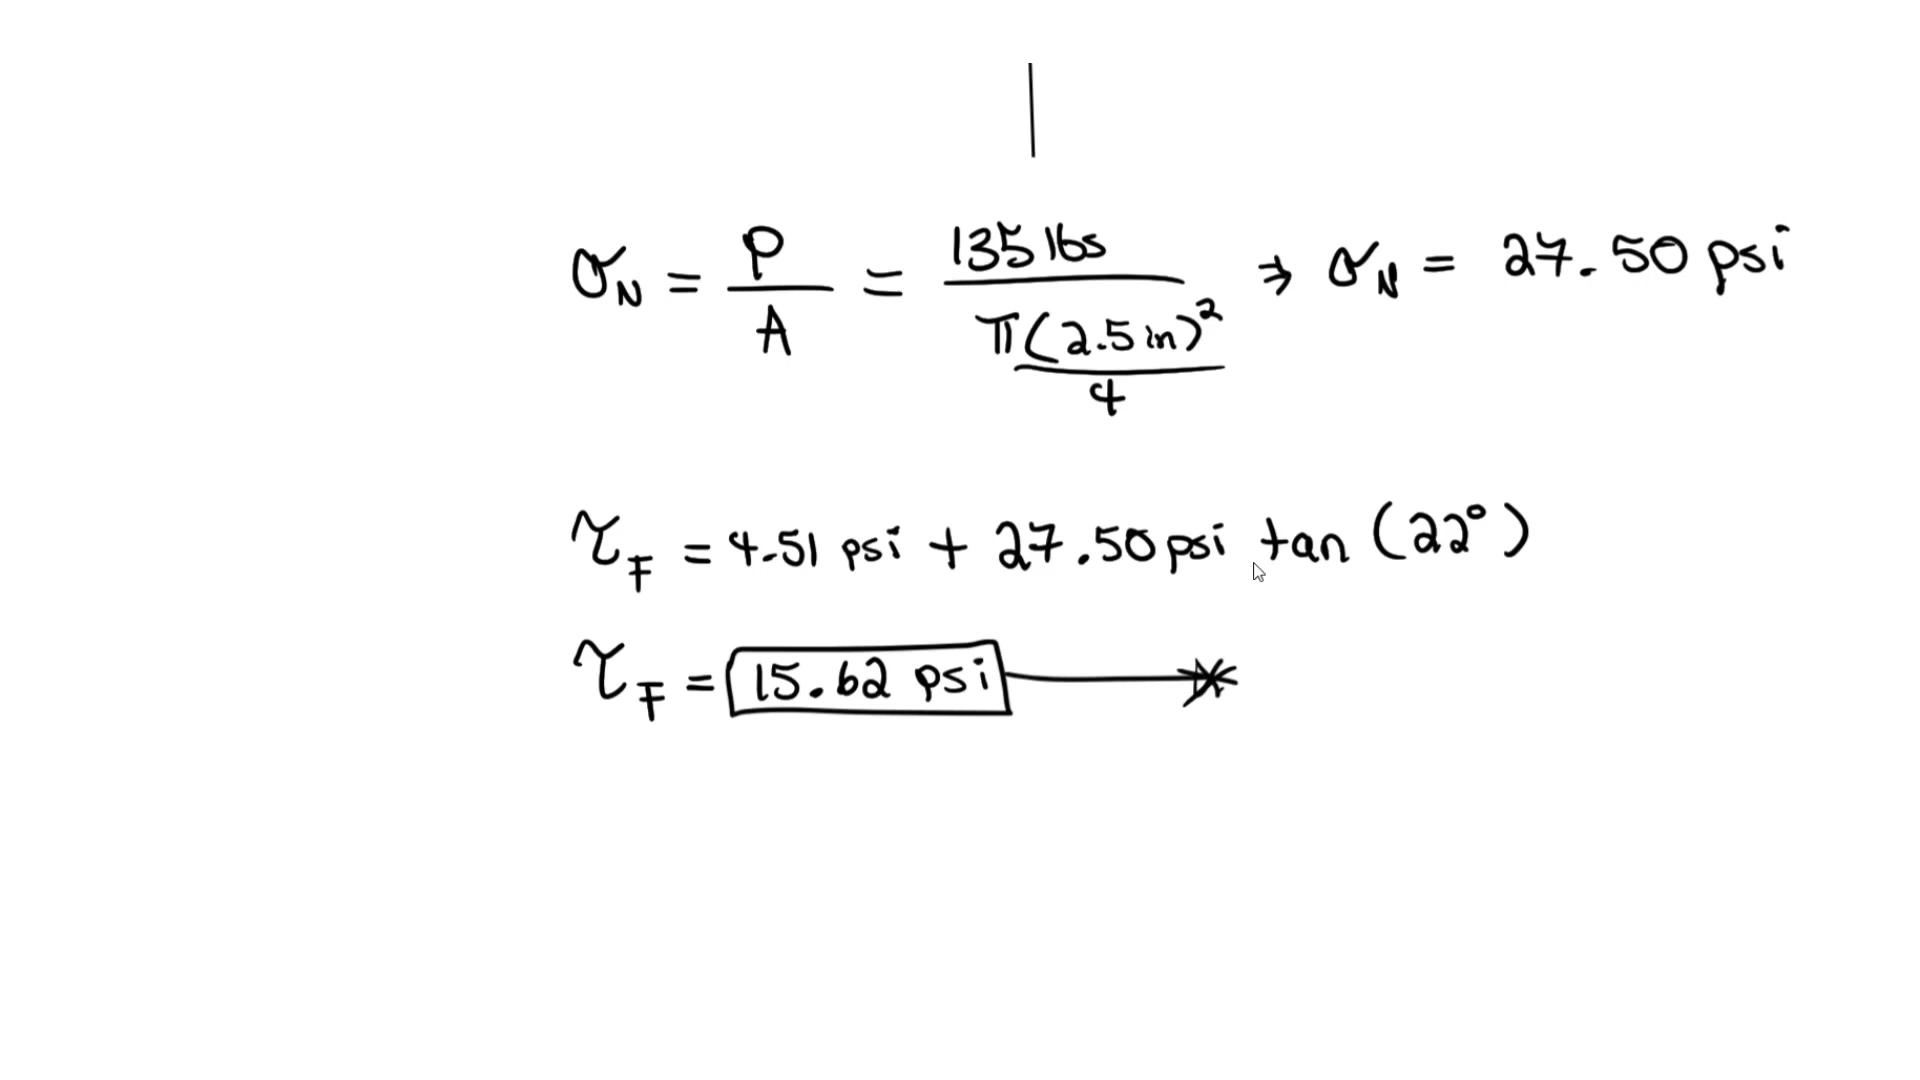 σN = P/A = 135 lbs / (π(2.5 in)²/4) ⇒ σN = 27.50 psi
τF = 4.51 psi + 27.50 psi tan (22°)
τF = 15.62 psi